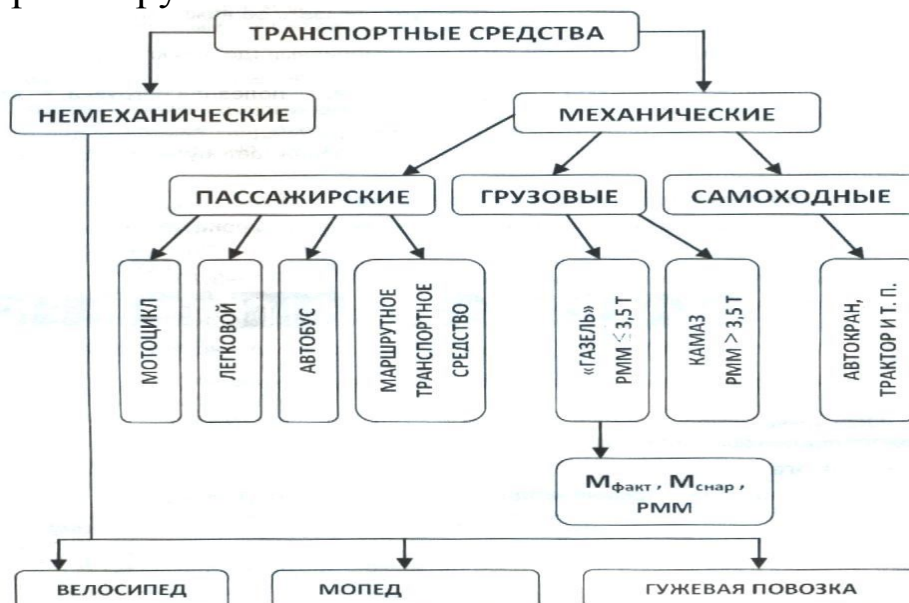 ТРАНСПОРТНЫЕ СРЕДСТВА
НЕМЕХАНИЧЕСКИЕ
МЕХАНИЧЕСКИЕ
ПАССАЖИРСКИЕ
ГРУЗОВЫЕ
САМОХОДНЫЕ
МОТОЦИКЛ
ЛЕГКОВОЙ
АВТОБУС
МАРШРУТНОЕ
ТРАНСПОРТНОЕ
СРЕДСТВО
«ГАЗЕЛЬ»
РММ ≤ 3,5 Т
КАМАЗ
РММ > 3,5 Т
АВТОКРАН,
ТРАКТОР И Т. П.
Мфакт, Мснар,
РММ
ВЕЛОСИПЕД
МОПЕД
ГУЖЕВАЯ ПОВОЗКА